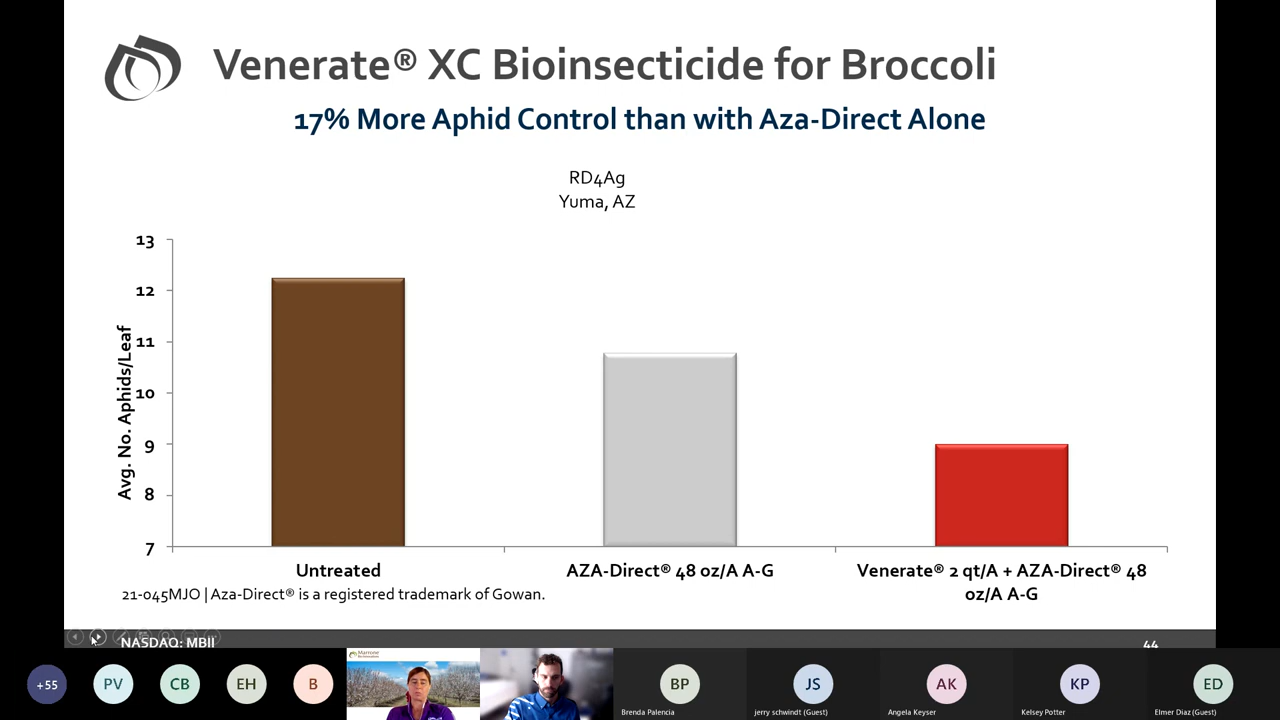 Venerate® XC Bioinsecticide for Broccoli
17% More Aphid Control than with Aza-Direct Alone
RD4Ag
Yuma, AZ
13
12
11
10
9
8
7
Avg. No. Aphids/Leaf
Untreated
AZA-Direct® 48 oz/A A-G
Venerate® 2 qt/A + AZA-Direct® 48
oz/A A-G
21-045MJO | Aza-Direct® is a registered trademark of Gowan.
NASDAQ: MBII
44
+55
PV
CB
EH
B
Marrone
BP
JS
AK
KP
ED
Brenda Palencia
jerry schwindt (Guest)
Angela Keyser
Kelsey Potter
Elmer Diaz (Guest)